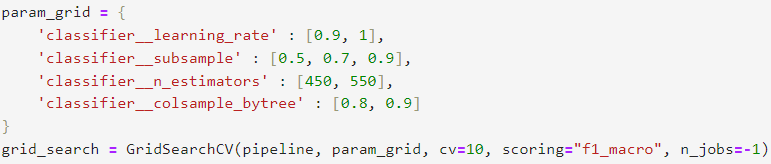 param_grid = {
    'classifier__learning_rate' : [0.9, 1],
    'classifier__subsample' : [0.5, 0.7, 0.9],
    'classifier__n_estimators' : [450, 550],
    'classifier__colsample_bytree' : [0.8, 0.9]
}
grid_search = GridSearchCV(pipeline, param_grid, cv=10, scoring="f1_macro", n_jobs=-1)